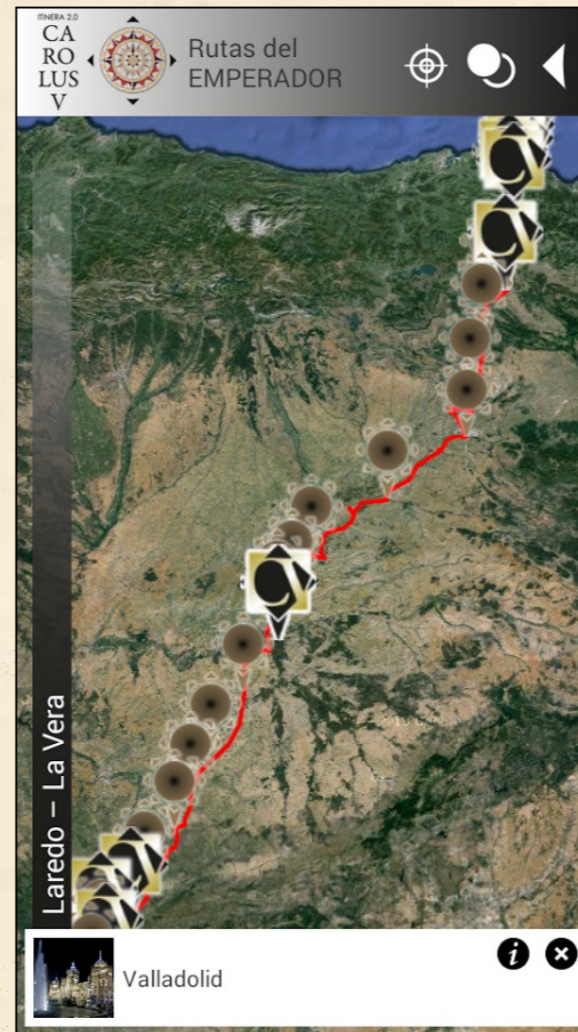 ITINERA 2.0
CA
RO
LUS
V
Rutas del
EMPERADOR
Laredo – La Vera
Valladolid